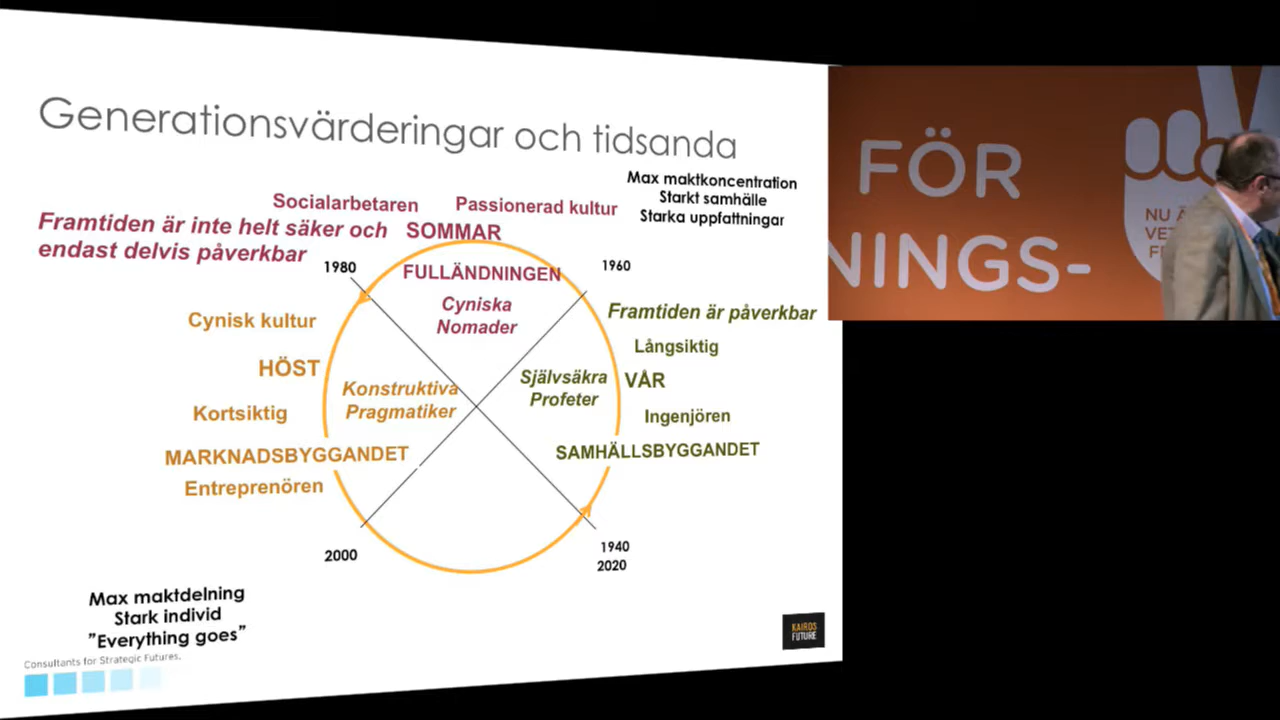 Generationsvärderingar och tidsanda
Max maktkoncentration
Starkt samhälle
Starka uppfattningar
Socialarbetaren
Passionerad kultur
Framtiden är inte helt säker och
endast delvis påverkbar
SOMMAR
1980
1960
FULLÄNDNINGEN
Cyniska
Nomader
Cynisk kultur
Framtiden är påverkbar
Långsiktig
HÖST
Konstruktiva
Pragmatiker
Självsäkra
Profeter
VÅR
Kortsiktig
Ingenjören
MARKNADSBYGGANDET
SAMHÄLLSBYGGANDET
Entreprenören
2000
1940
2020
Max maktdelning
Stark individ
”Everything goes”
Consultants for Strategic Futures.
KAIROS
FUTURE
FÖR
NINGS-
NU